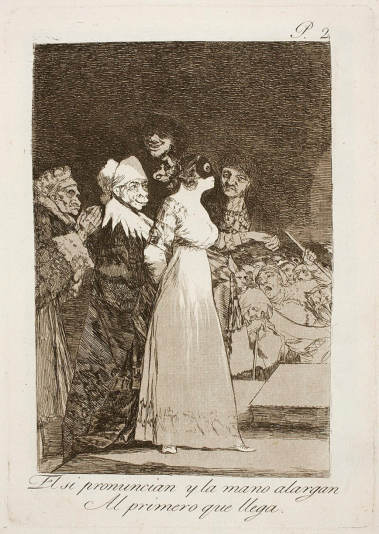 P. 2.
El si pronuncian y la mano alargan
Al primero que llega.